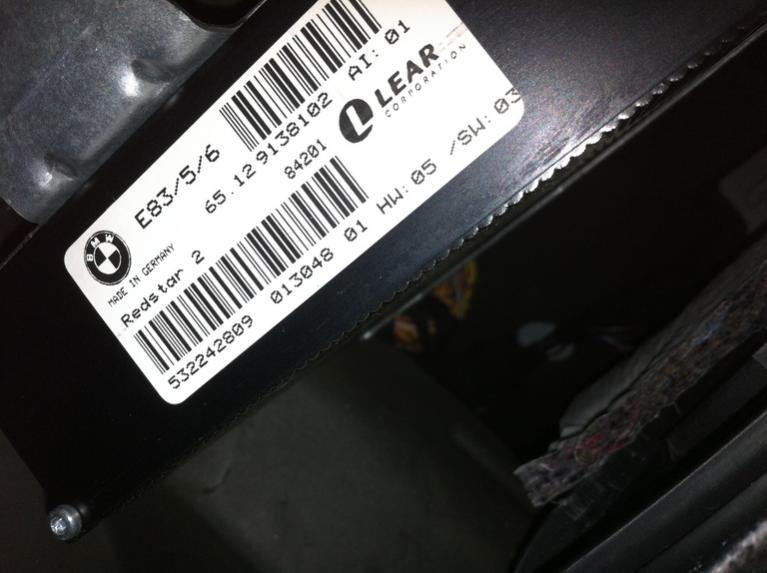 BMW
E83/5/6
65.12 9138102 AI: 01
84201
LEAR
CORPORATION
MADE IN GERMANY
Redstar 2
HW: 05 /SW: 03
532242809 013048 01